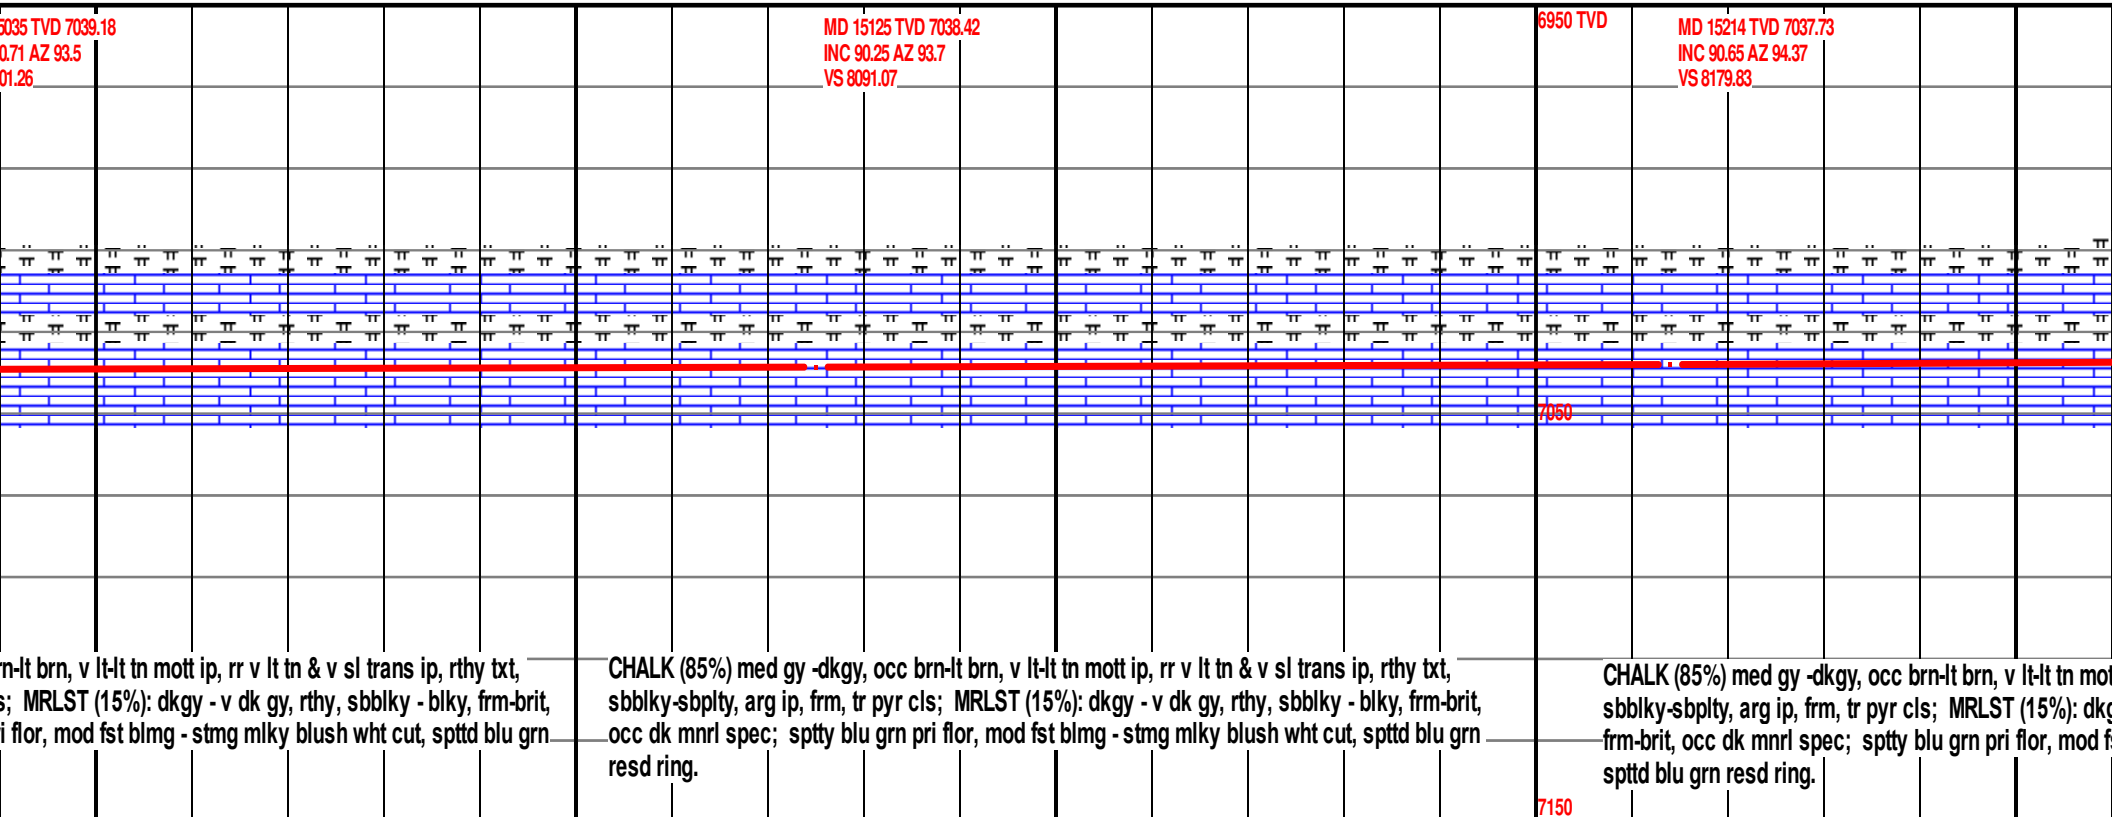 5035 TVD 7039.18
0.71 AZ 93.5
01.26
MD 15125 TVD 7038.42
INC 90.25 AZ 93.7
VS 8091.07
6950 TVD
MD 15214 TVD 7037.73
INC 90.65 AZ 94.37
VS 8179.83
7050
rn-lt brn, v lt-lt tn mott ip, rr v lt tn & v sl trans ip, rthy txt,
s;  MRLST (15%): dkgy - v dk gy, rthy, sbblky - blky, frm-brit,
i flor, mod fst blmg - stmg mlky blush wht cut, spttd blu grn
CHALK (85%) med gy -dkgy, occ brn-lt brn, v lt-lt tn mott ip, rr v lt tn & v sl trans ip, rthy txt,
sbblky-sbplty, arg ip, frm, tr pyr cls;  MRLST (15%): dkgy - v dk gy, rthy, sbblky - blky, frm-brit,
occ dk mnrl spec;  sptty blu grn pri flor, mod fst blmg - stmg mlky blush wht cut, spttd blu grn
resd ring.
CHALK (85%) med gy -dkgy, occ brn-lt brn, v lt-lt tn mot
sbblky-sbplty, arg ip, frm, tr pyr cls;  MRLST (15%): dkg
frm-brit, occ dk mnrl spec;  sptty blu grn pri flor, mod f
spttd blu grn resd ring.
7150